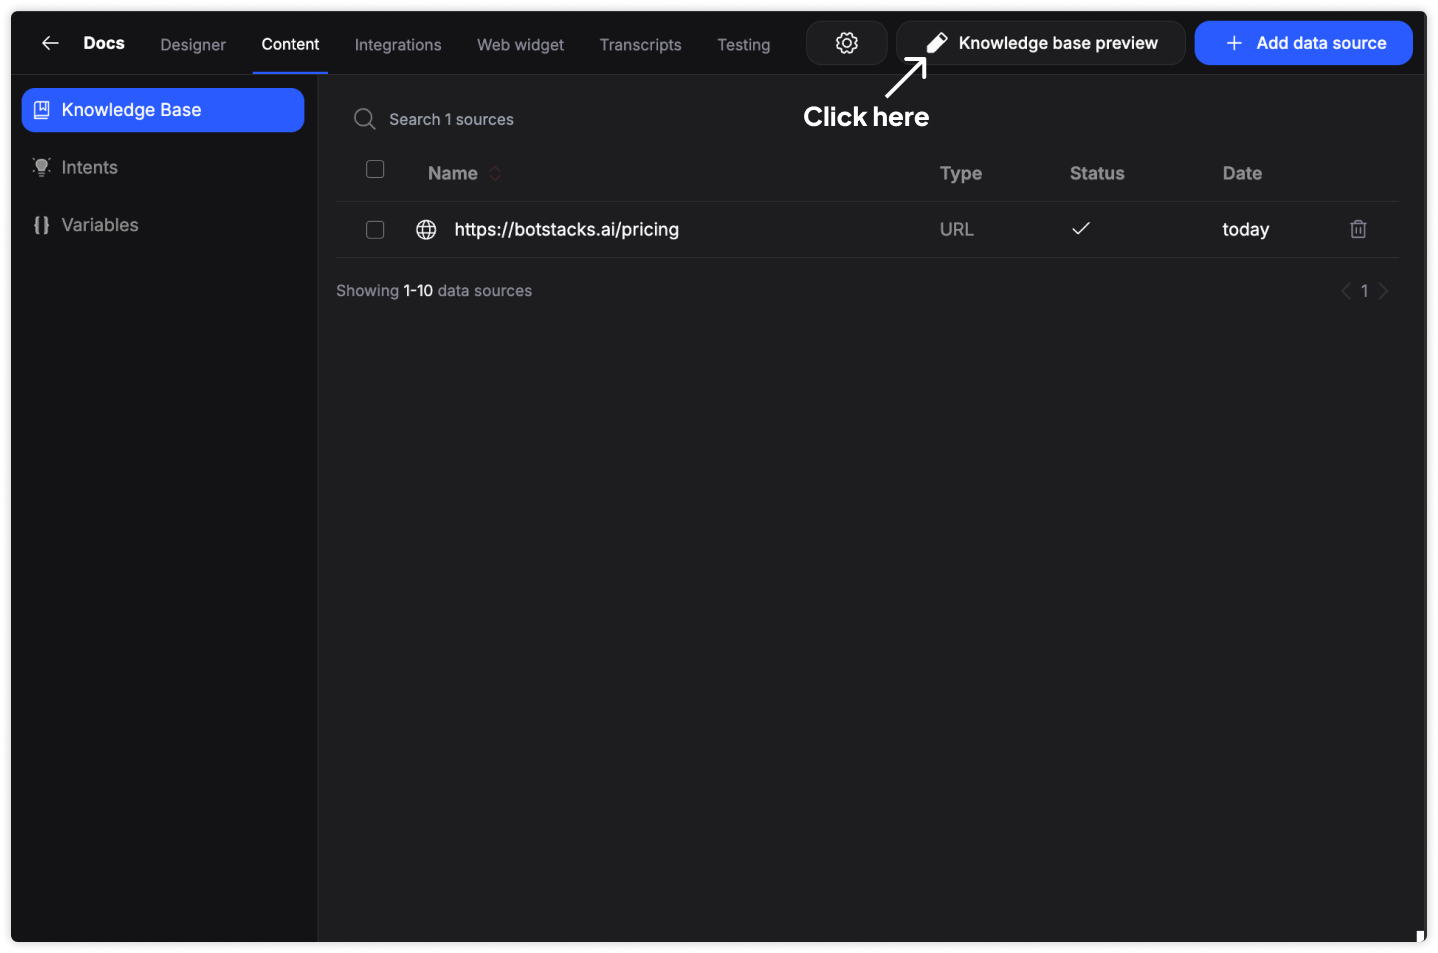 Docs Designer Content Integrations Web widget Transcripts Testing Knowledge base preview Add data source
Click here
Knowledge Base
Intents
Variables
Search 1 sources
Name Type Status Date
https://botstacks.ai/pricing URL today
Showing 1-10 data sources 1